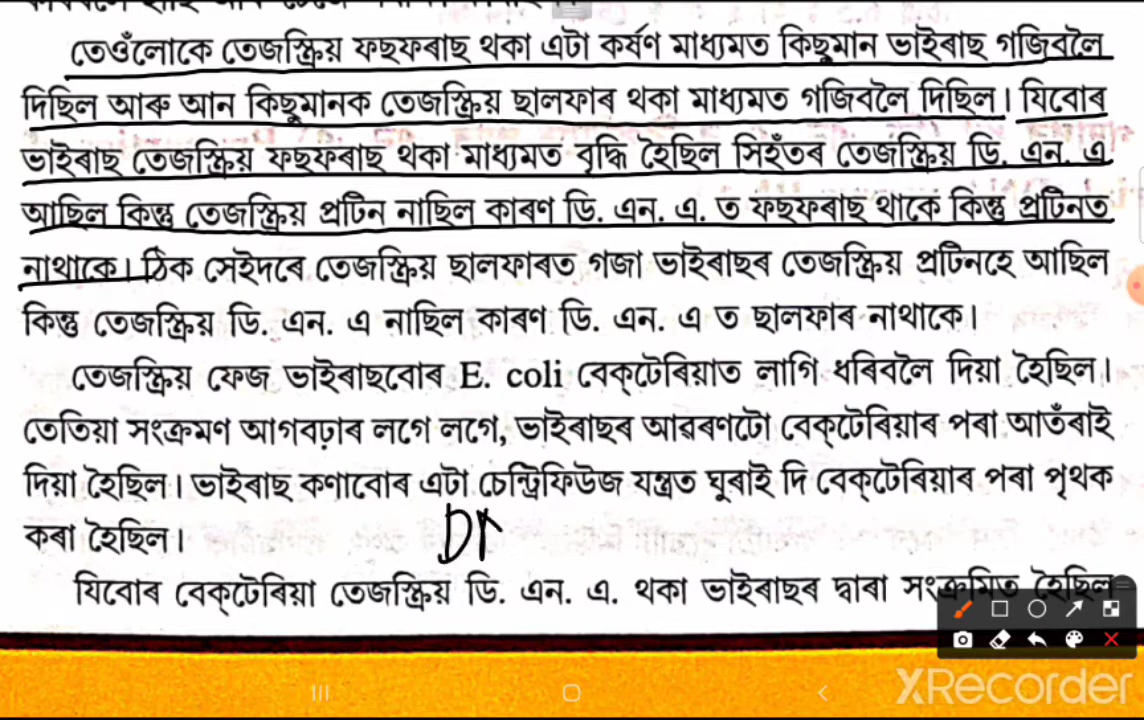 তেওঁলোকে তেজস্ক্ৰিয় ফছফৰাছ থকা এটা কৰ্ষণ মাধ্যমত কিছুমান ভাইৰাছ গজিবলৈ
দিছিল আৰু আন কিছুমানক তেজস্ক্ৰিয় ছালফাৰ থকা মাধ্যমত গজিবলৈ দিছিল। যিবোৰ
ভাইৰাছ তেজস্ক্ৰিয় ফছফৰাছ থকা মাধ্যমত বৃদ্ধি হৈছিল সিহঁতৰ তেজস্ক্ৰিয় ডি. এন. এ
আছিল কিন্তু তেজস্ক্ৰিয় প্ৰটিন নাছিল কাৰণ ডি. এন. এ. ত ফছফৰাছ থাকে কিন্তু প্ৰটিনত
নাথাকে। ঠিক সেইদৰে তেজস্ক্ৰিয় ছালফাৰত গজা ভাইৰাছৰ তেজস্ক্ৰিয় প্ৰটিনহে আছিল
কিন্তু তেজস্ক্ৰিয় ডি. এন. এ নাছিল কাৰণ ডি. এন. এ ত ছালফাৰ নাথাকে।
তেজস্ক্ৰিয় ফেজ ভাইৰাছবোৰ E. coli বেক্টেৰিয়াত লাগি ধৰিবলৈ দিয়া হৈছিল।
তেতিয়া সংক্ৰমণ আগবঢ়াৰ লগে লগে, ভাইৰাছৰ আৱৰণটো বেক্টেৰিয়াৰ পৰা আতঁৰাই
দিয়া হৈছিল। ভাইৰাছ কণাবোৰ এটা চেন্ট্ৰিফিউজ যন্ত্ৰত ঘুৰাই দি বেক্টেৰিয়াৰ পৰা পৃথক
কৰা হৈছিল।
যিবোৰ বেক্টেৰিয়া তেজস্ক্ৰিয় ডি. এন. এ. থকা ভাইৰাছৰ দ্বাৰা সংক্ৰমিত হৈছিল
XRecorder